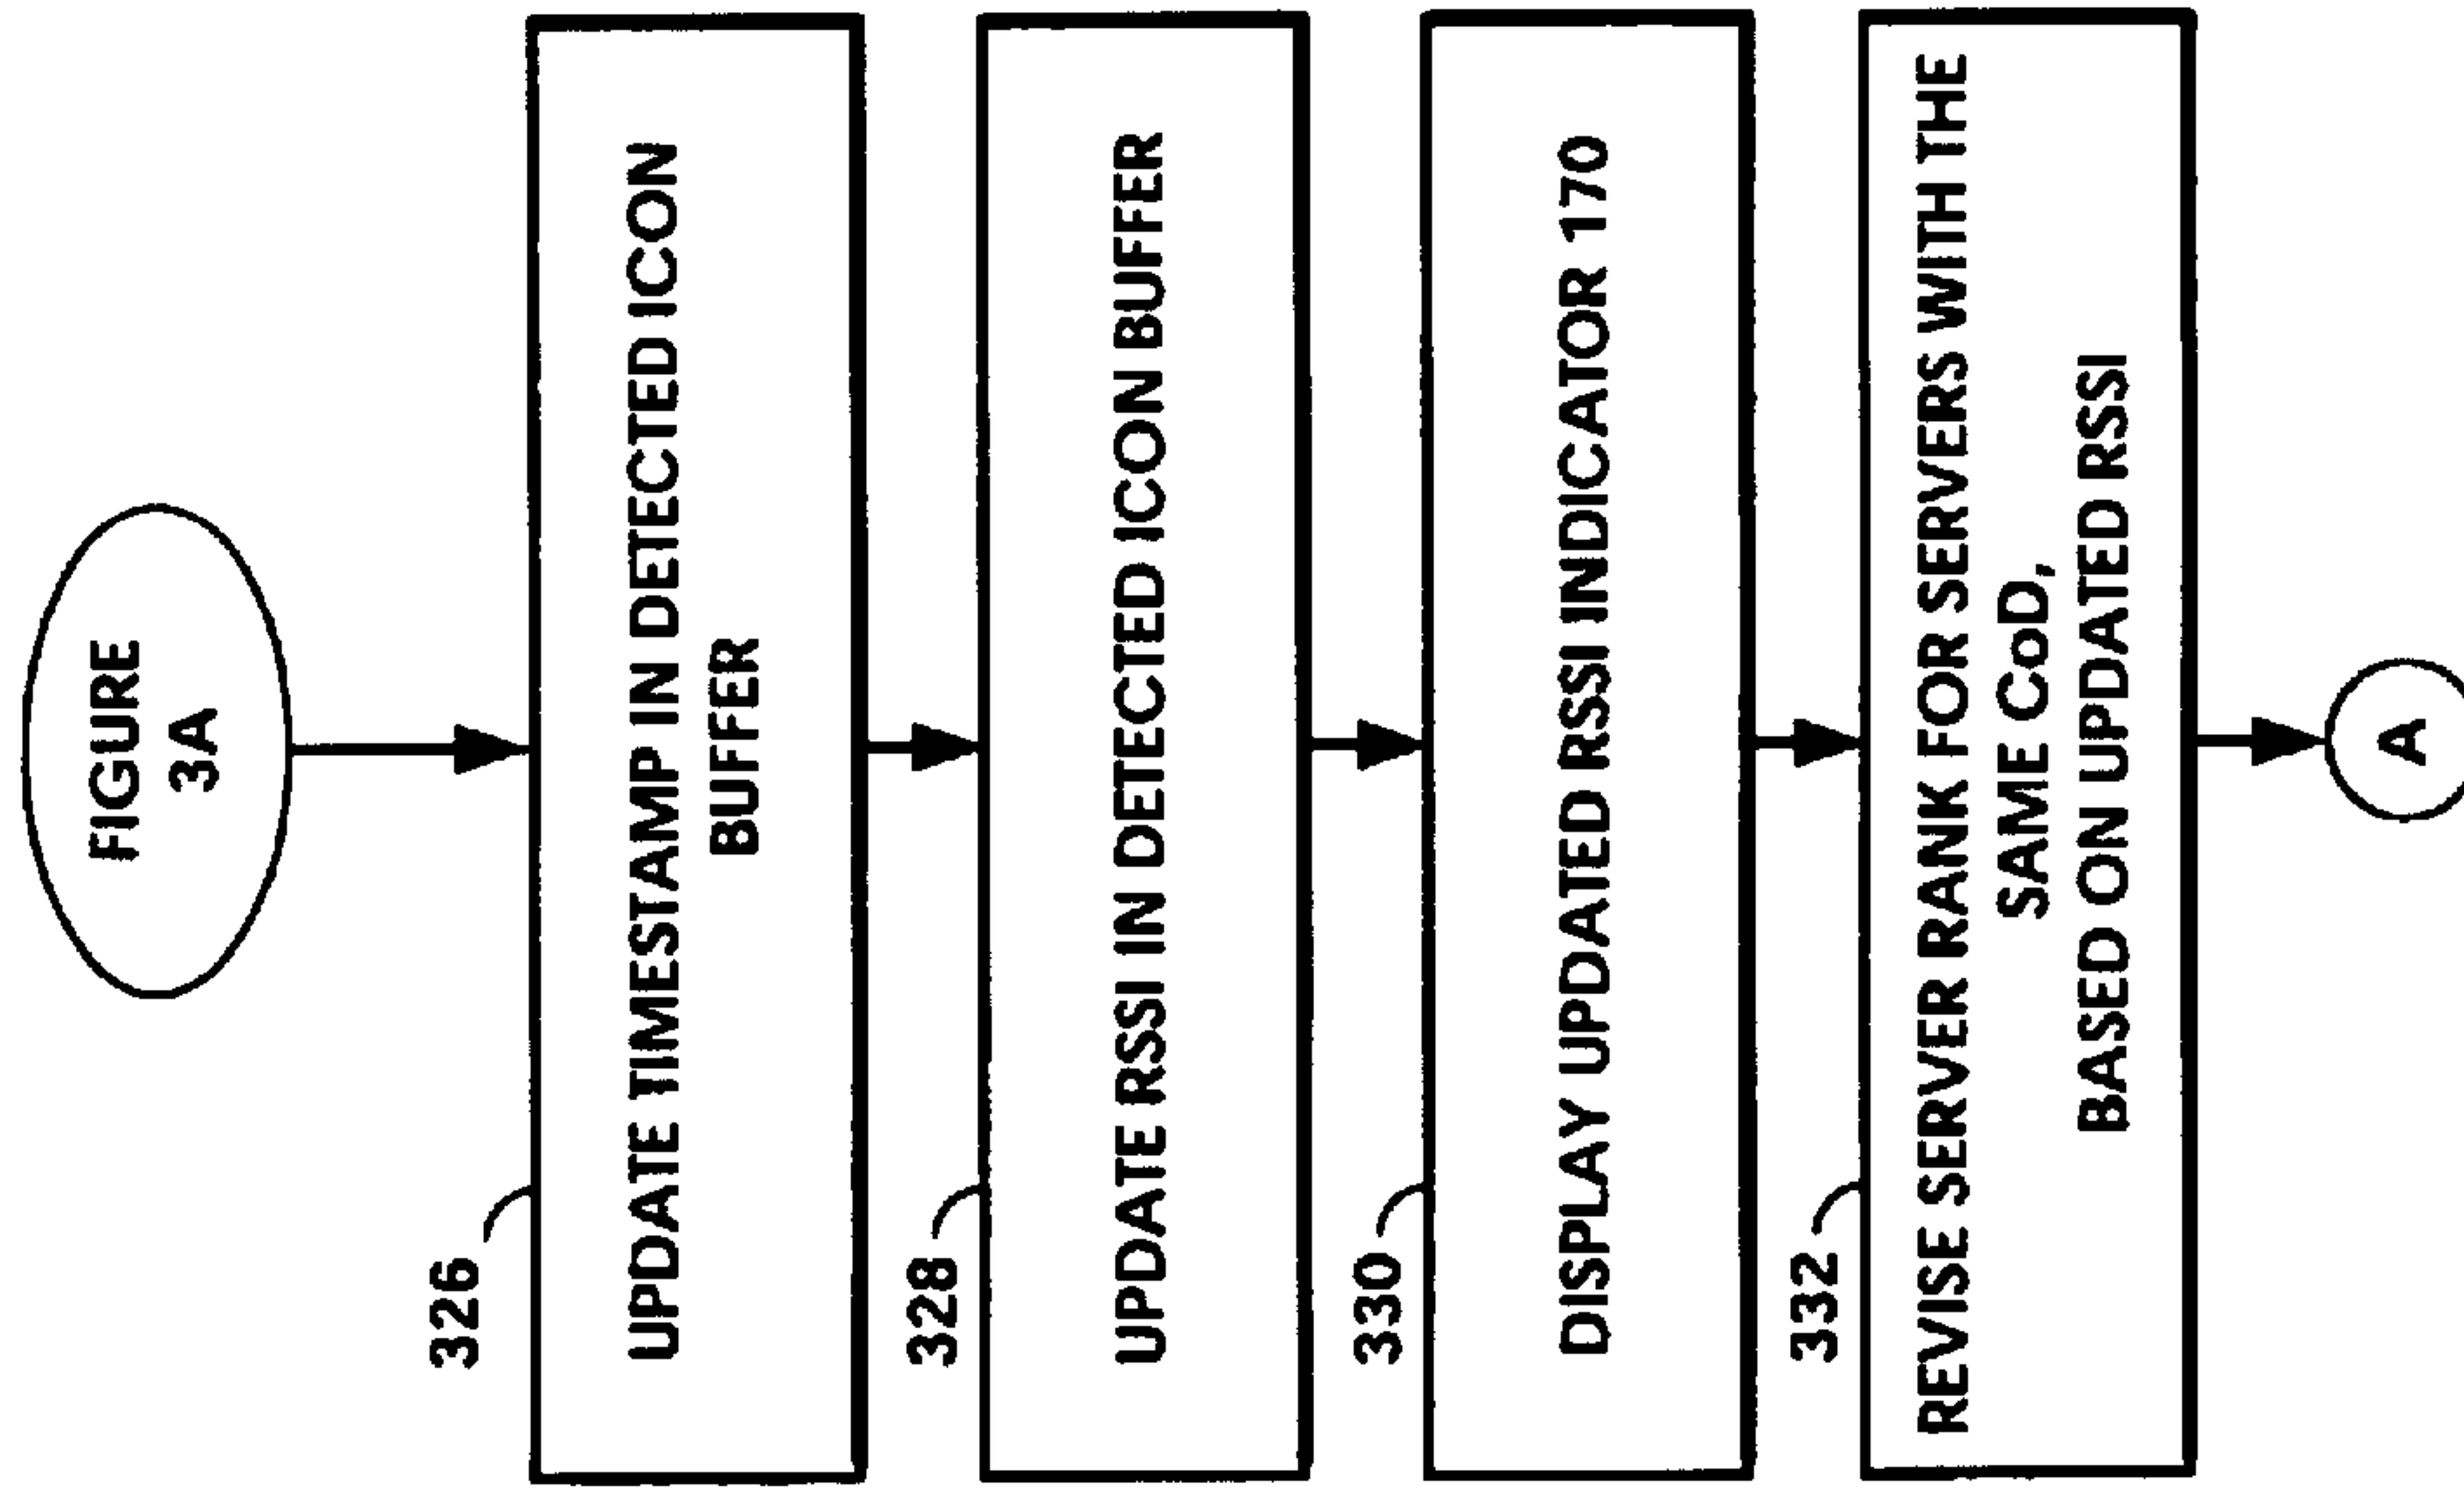 FIGURE
3A
326
UPDATE TIMESTAMP IN DETECTED ICON
BUFFER
328
UPDATE RSSI IN DETECTED ICON BUFFER
330
DISPLAY UPDATED RSSI INDICATOR 170
332
REVISE SERVER RANK FOR SERVERS WITH THE
SAME CoD,
BASED ON UPDATED RSSI
A